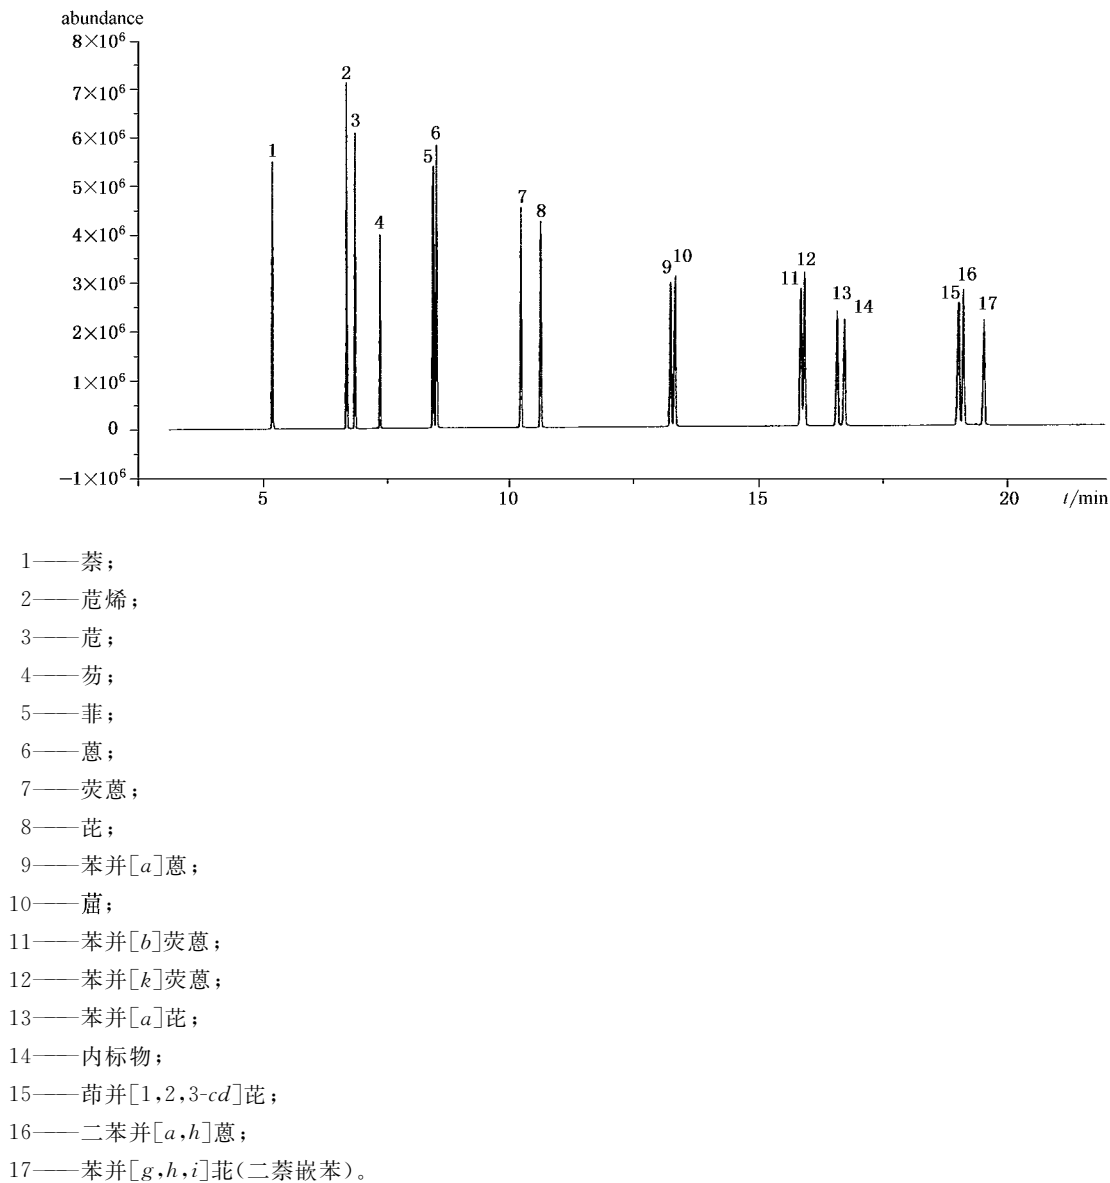 abundance
8×10⁶
2
7×10⁶
3
6×10⁶
6
1
5
5×10⁶
7
8
4
4×10⁶
9 10
12
11
3×10⁶
16
15
13
14
17
2×10⁶
1×10⁶
0
−1×10⁶
5 10 15 20 t/min
1——萘;
2——苊烯;
3——苊;
4——芴;
5——菲;
6——蒽;
7——荧蒽;
8——芘;
9——苯并[a]蒽;
10——䓛;
11——苯并[b]荧蒽;
12——苯并[k]荧蒽;
13——苯并[a]芘;
14——内标物;
15——茚并[1,2,3-cd]芘;
16——二苯并[a,h]蒽;
17——苯并[g,h,i]苝(二萘嵌苯)。